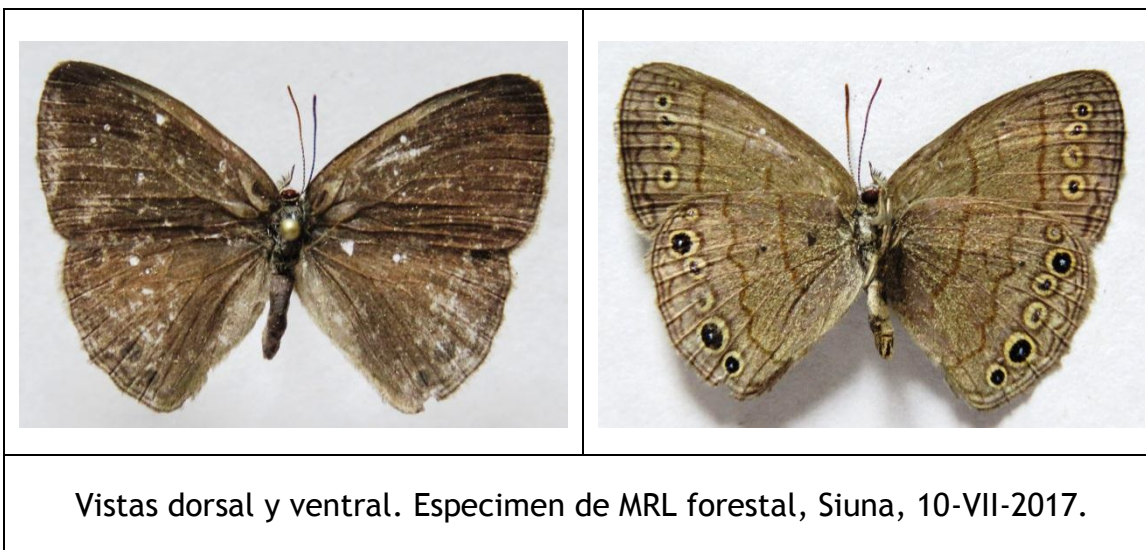 Vistas dorsal y ventral. Especimen de MRL forestal, Siuna, 10-VII-2017.